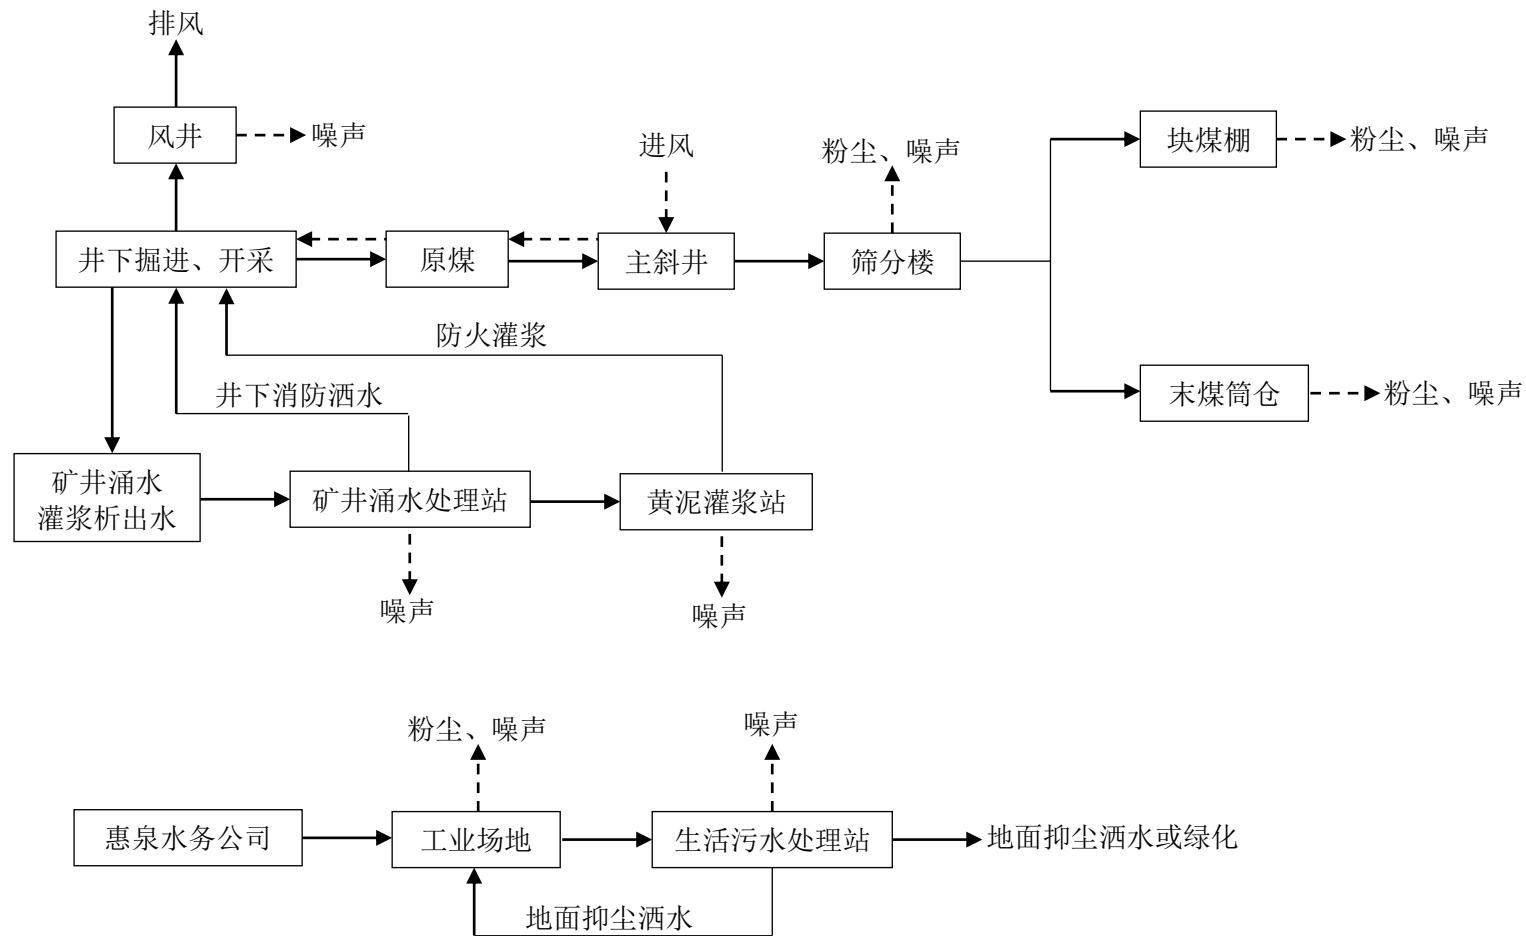 排风
风井
噪声
进风
粉尘、噪声
块煤棚
粉尘、噪声
井下掘进、开采
原煤
主斜井
筛分楼
防火灌浆
井下消防洒水
末煤筒仓
粉尘、噪声
矿井涌水
灌浆析出水
矿井涌水处理站
黄泥灌浆站
噪声
噪声
粉尘、噪声
噪声
惠泉水务公司
工业场地
生活污水处理站
地面抑尘洒水或绿化
地面抑尘洒水